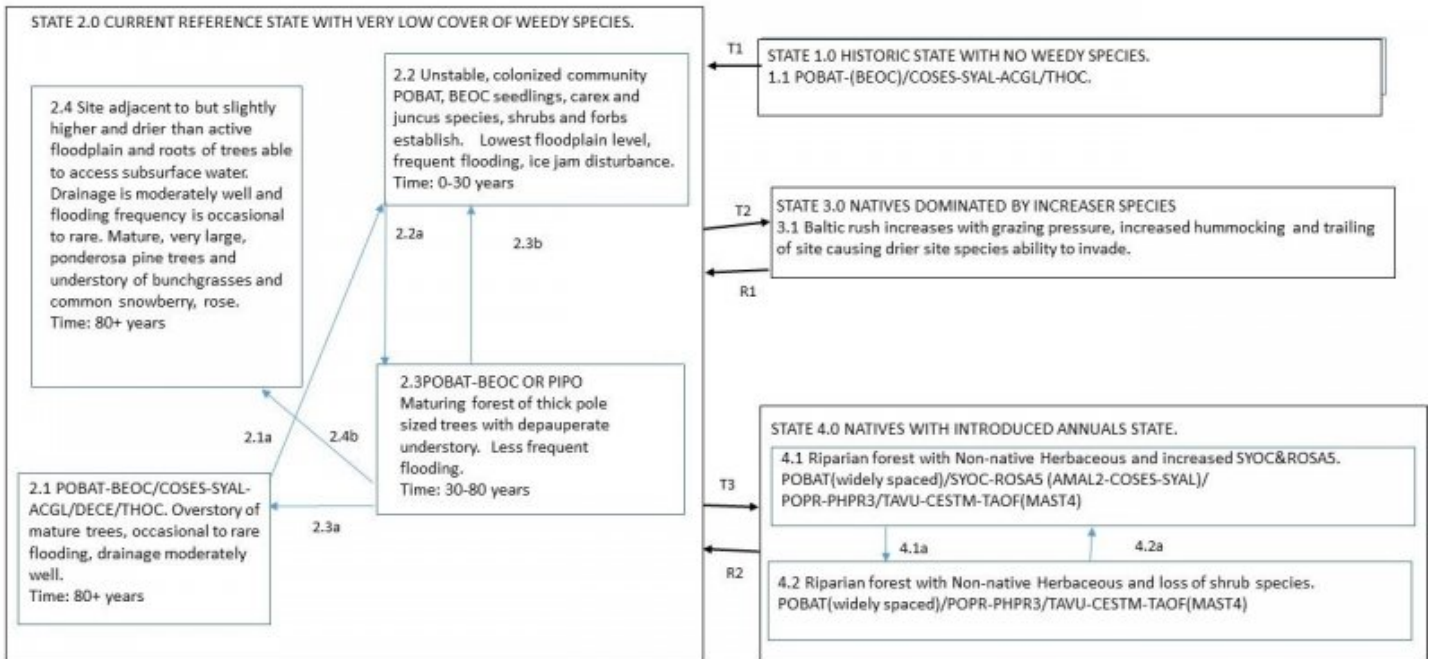 STATE 2.0 CURRENT REFERENCE STATE WITH VERY LOW COVER OF WEEDY SPECIES.
2.4 Site adjacent to but slightly
higher and drier than active
floodplain and roots of trees able
to access subsurface water.
Drainage is moderately well and
flooding frequency is occasional
to rare. Mature, very large,
ponderosa pine trees and
understory of bunchgrasses and
common snowberry, rose.
Time: 80+ years
2.2 Unstable, colonized community
POBAT, BEOC seedlings, carex and
juncus species, shrubs and forbs
establish. Lowest floodplain level,
frequent flooding, ice jam disturbance.
Time: 0-30 years
2.2a
2.3b
2.3POBAT-BEOC OR PIPO
Maturing forest of thick pole
sized trees with depauperate
understory. Less frequent
flooding.
Time: 30-80 years
2.1a
2.4b
2.3a
2.1 POBAT-BEOC/COSES-SYAL-
ACGL/DECE/THOC. Overstory of
mature trees, occasional to rare
flooding, drainage moderately
well.
Time: 80+ years
T1
STATE 1.0 HISTORIC STATE WITH NO WEEDY SPECIES.
1.1 POBAT-(BEOC)/COSES-SYAL-ACGL/THOC.
T2
R1
STATE 3.0 NATIVES DOMINATED BY INCREASER SPECIES
3.1 Baltic rush increases with grazing pressure, increased hummocking and trailing
of site causing drier site species ability to invade.
T3
R2
STATE 4.0 NATIVES WITH INTRODUCED ANNUALS STATE.
4.1 Riparian forest with Non-native Herbaceous and increased SYOC&ROSA5.
POBAT(widely spaced)/SYOC-ROSA5 (AMAL2-COSES-SYAL)/
POPR-PHPR3/TAVU-CESTM-TAOF(MAST4)
4.1a
4.2a
4.2 Riparian forest with Non-native Herbaceous and loss of shrub species.
POBAT(widely spaced)/POPR-PHPR3/TAVU-CESTM-TAOF(MAST4)